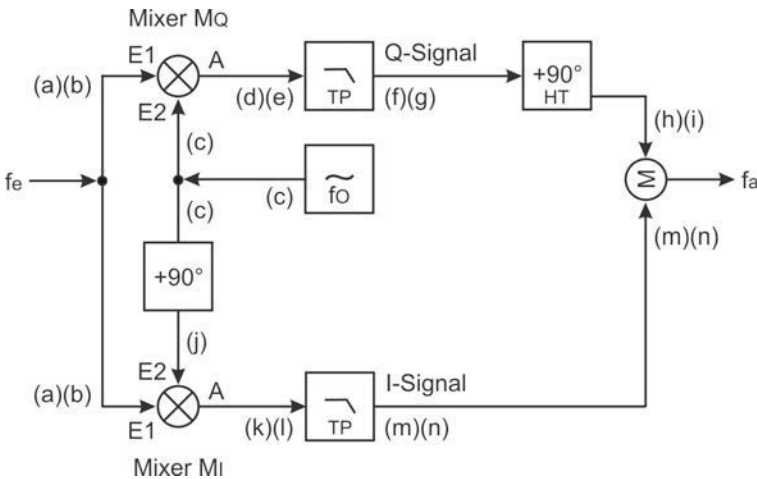 Mixer MQ
E1
A
Q-Signal
+90°
HT
(a)(b)
(d)(e)
TP
(f)(g)
E2
(h)(i)
(c)
fe
(c)
(c)
~
fO
M
fa
+90°
(m)(n)
(j)
E2
A
I-Signal
(a)(b)
E1
(k)(l)
TP
(m)(n)
Mixer MI